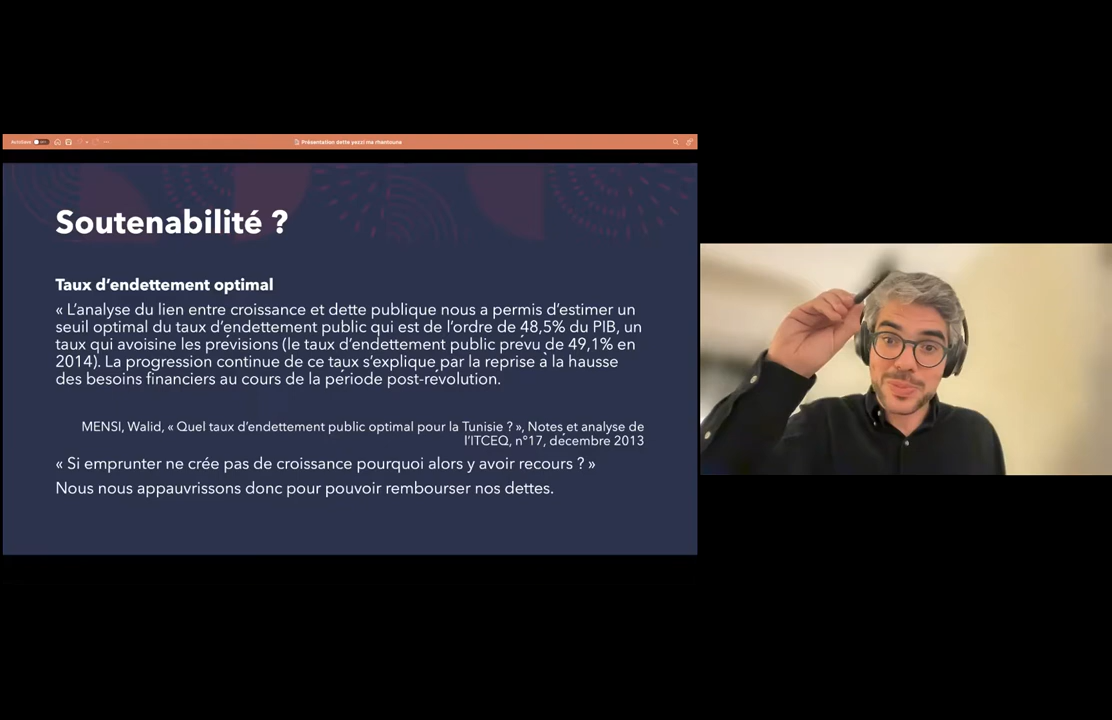 Présentation dette yezzi ma rhantouna
Soutenabilité ?
Taux d’endettement optimal
« L’analyse du lien entre croissance et dette publique nous a permis d’estimer un
seuil optimal du taux d’endettement public qui est de l’ordre de 48,5% du PIB, un
taux qui avoisine les prévisions (le taux d’endettement public prévu de 49,1% en
2014). La progression continue de ce taux s’explique par la reprise à la hausse
des besoins financiers au cours de la période post-révolution.
MENSI, Walid, « Quel taux d’endettement public optimal pour la Tunisie ? », Notes et analyse de
l’ITCEQ, n°17, décembre 2013
« Si emprunter ne crée pas de croissance pourquoi alors y avoir recours ? »
Nous nous appauvrissons donc pour pouvoir rembourser nos dettes.